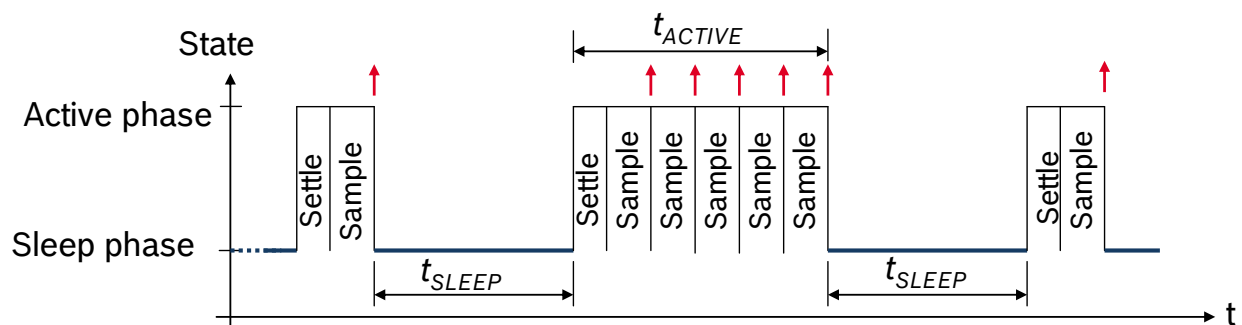 t_ACTIVE
State
Active phase
Settle
Sample
Settle
Sample
Sample
Sample
Sample
Sample
Settle
Sample
Sleep phase
t_SLEEP
t_SLEEP
t